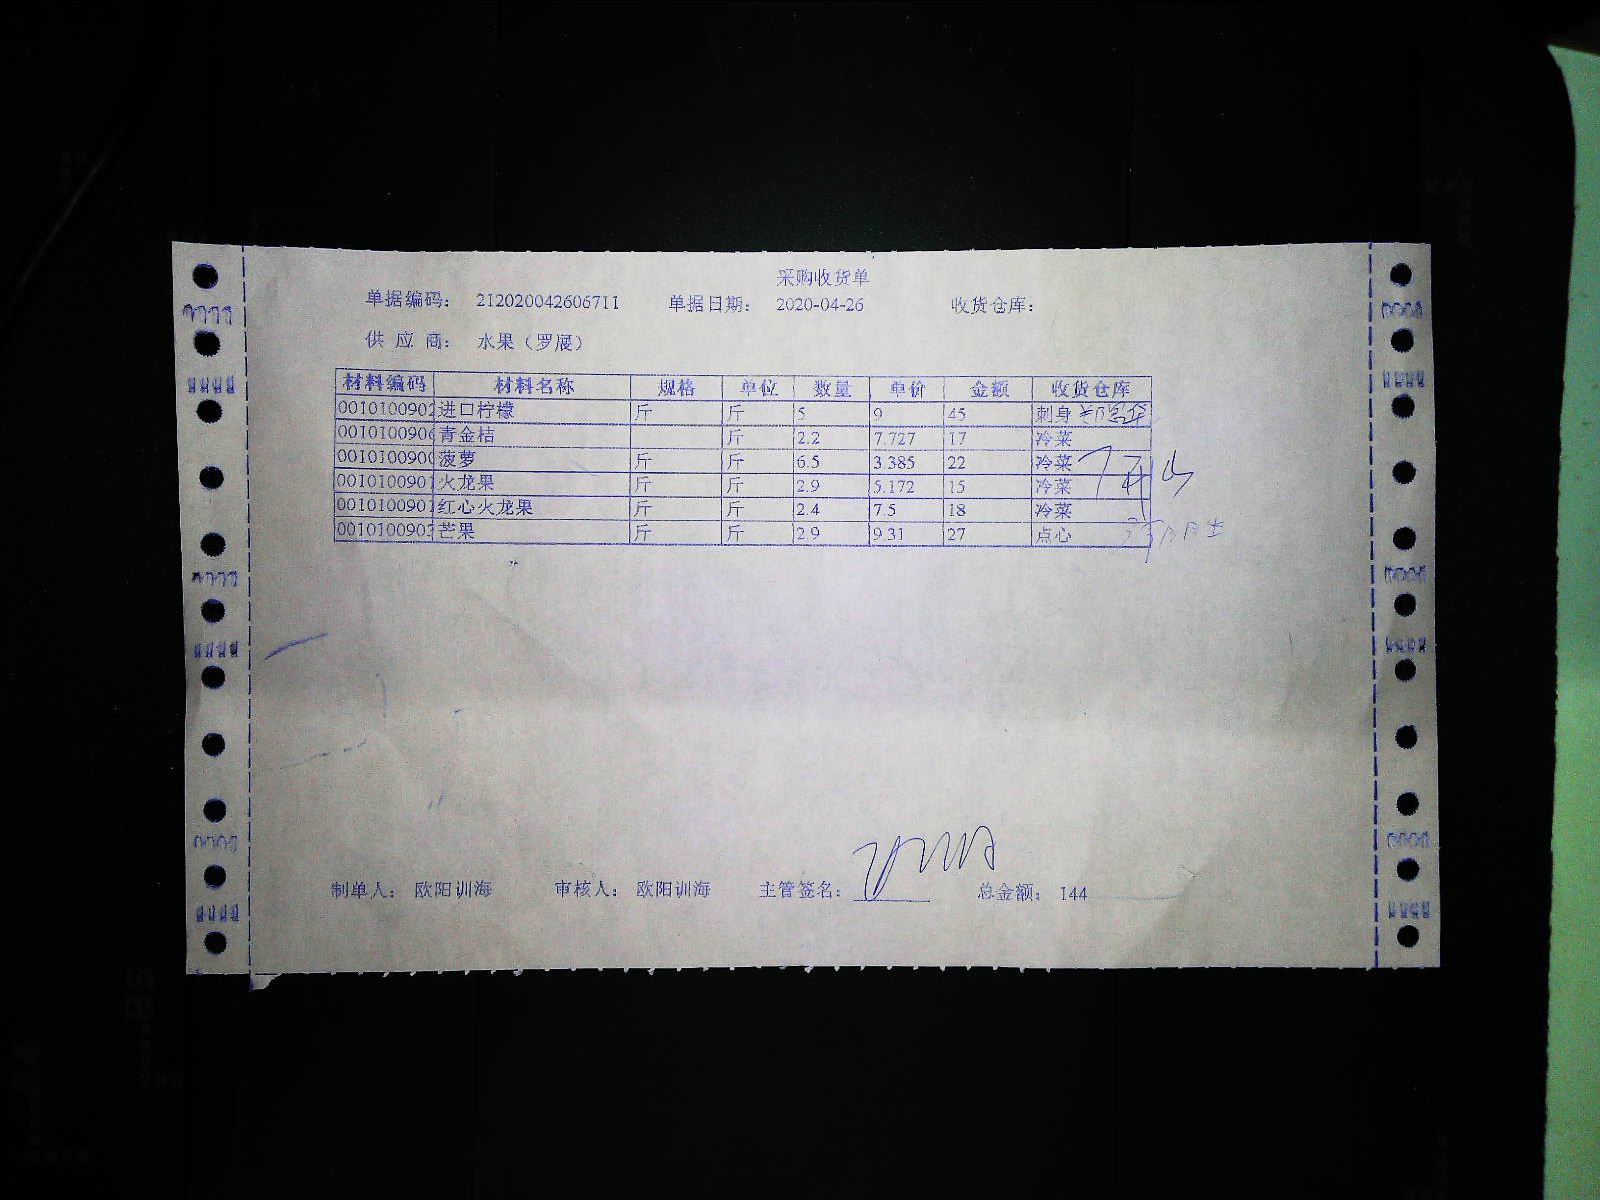 采购收货单
单据编码： 212020042606711 单据日期： 2020-04-26 收货仓库：
供 应 商： 水果（罗展）
材料编码 材料名称 规格 单位 数量 单价 金额 收货仓库
0010100902 进口柠檬 斤 斤 5 9 45 刺身
0010100906 青金桔 斤 2.2 7.727 17 冷菜
0010100900 菠萝 斤 斤 6.5 3.385 22 冷菜
0010100901 火龙果 斤 斤 2.9 5.172 15 冷菜
0010100901 红心火龙果 斤 斤 2.4 7.5 18 冷菜
0010100903 芒果 斤 斤 2.9 9.31 27 点心
制单人： 欧阳训海 审核人： 欧阳训海 主管签名： 总金额： 144